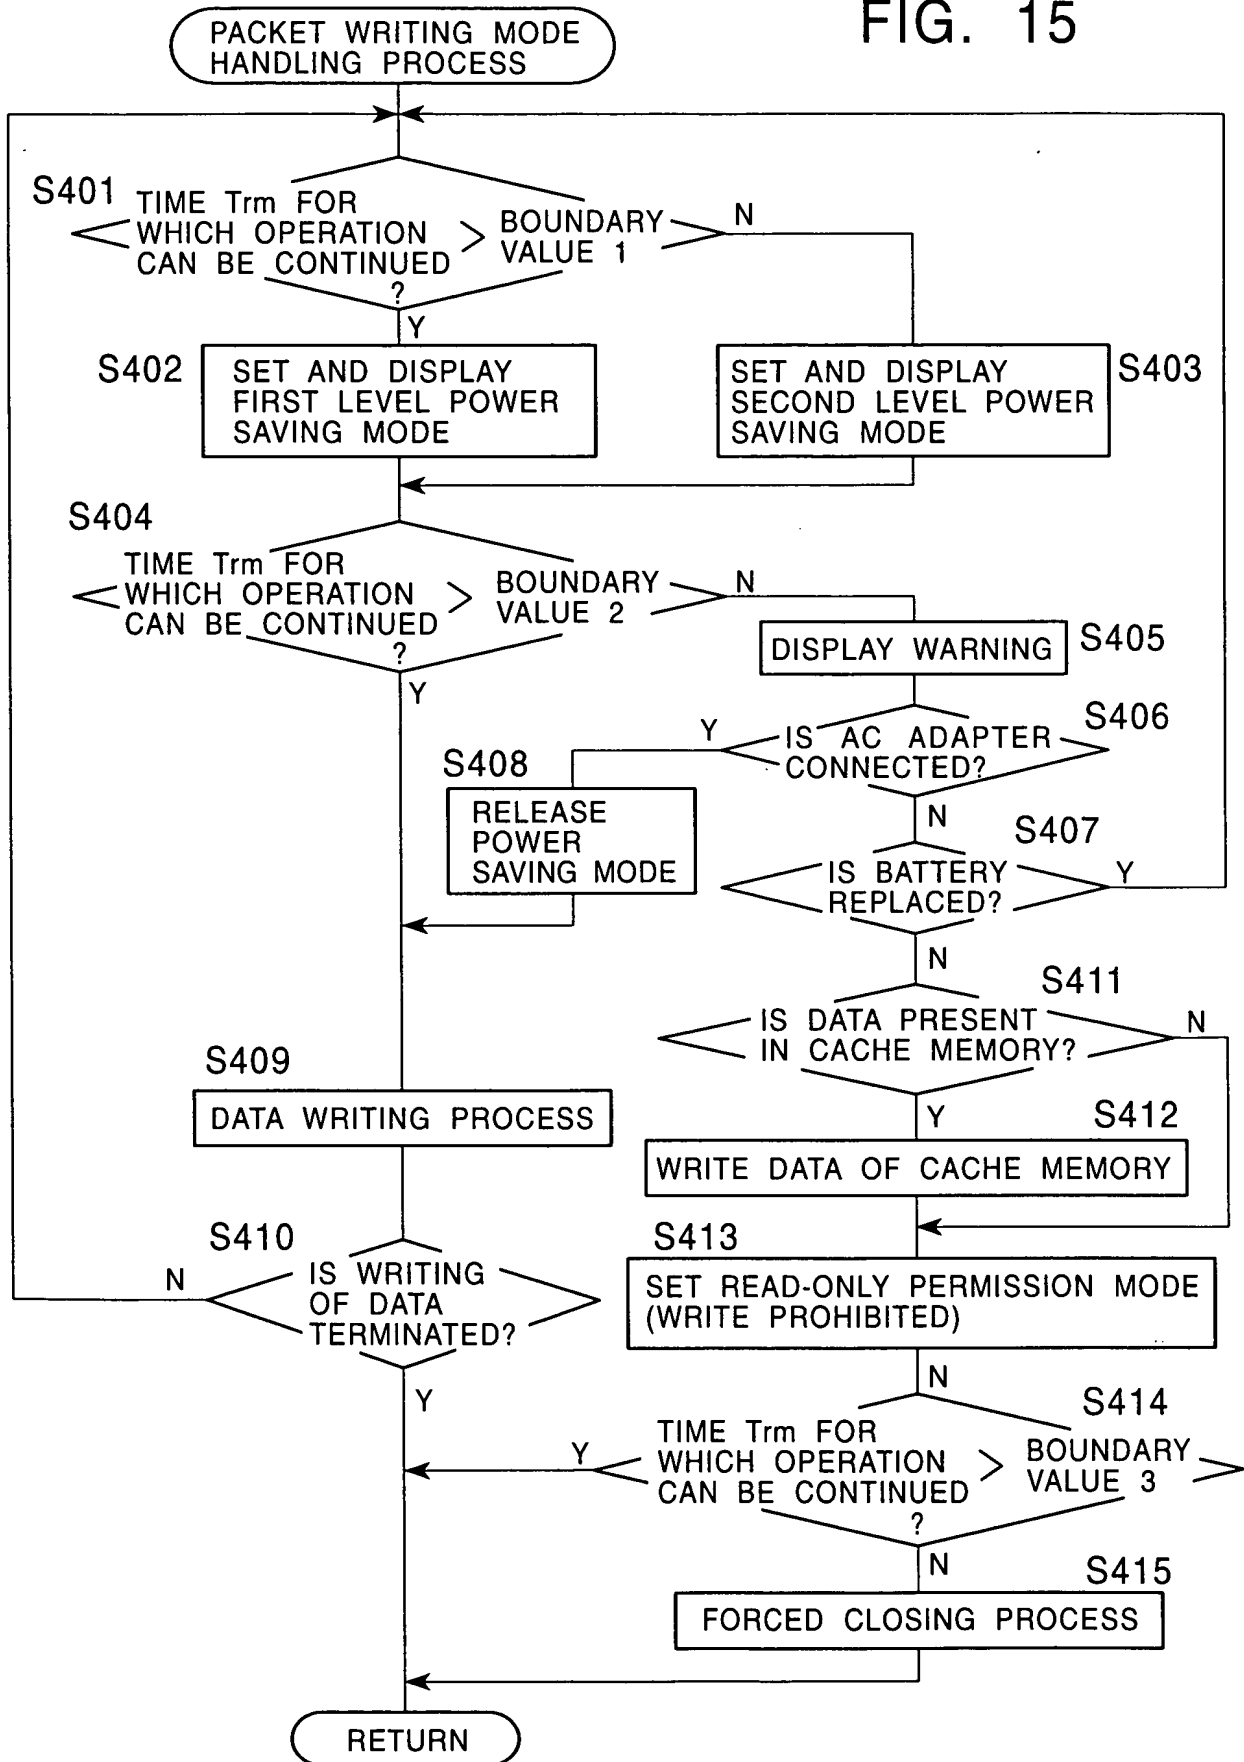 FIG. 15
PACKET WRITING MODE
HANDLING PROCESS
S401
TIME Trm FOR
WHICH OPERATION
CAN BE CONTINUED
>
BOUNDARY
VALUE 1
?
N
Y
S402
SET AND DISPLAY
FIRST LEVEL POWER
SAVING MODE
S403
SET AND DISPLAY
SECOND LEVEL POWER
SAVING MODE
S404
TIME Trm FOR
WHICH OPERATION
CAN BE CONTINUED
>
BOUNDARY
VALUE 2
?
N
Y
S405
DISPLAY WARNING
S406
IS AC ADAPTER
CONNECTED?
Y
N
S408
RELEASE
POWER
SAVING MODE
S407
IS BATTERY
REPLACED?
Y
N
S411
IS DATA PRESENT
IN CACHE MEMORY?
N
Y
S409
DATA WRITING PROCESS
S412
WRITE DATA OF CACHE MEMORY
S410
IS WRITING
OF DATA
TERMINATED?
N
Y
S413
SET READ-ONLY PERMISSION MODE
(WRITE PROHIBITED)
N
S414
TIME Trm FOR
WHICH OPERATION
CAN BE CONTINUED
>
BOUNDARY
VALUE 3
?
Y
N
S415
FORCED CLOSING PROCESS
RETURN